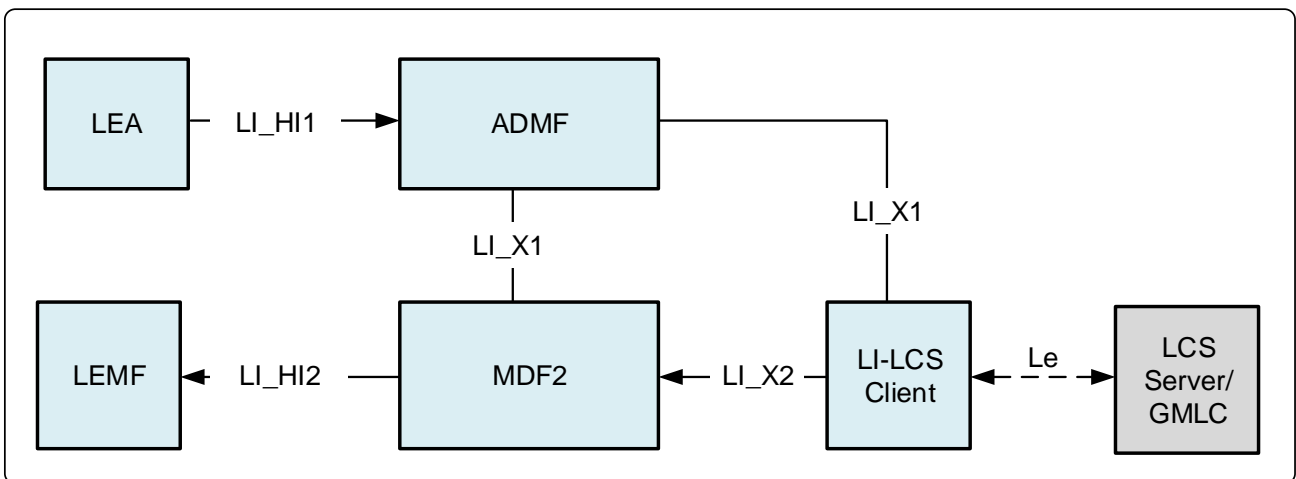 LEA
LI_HI1
ADMF
LI_X1
LI_X1
LEMF
LI_HI2
MDF2
LI_X2
LI-LCS
Client
Le
LCS
Server/
GMLC